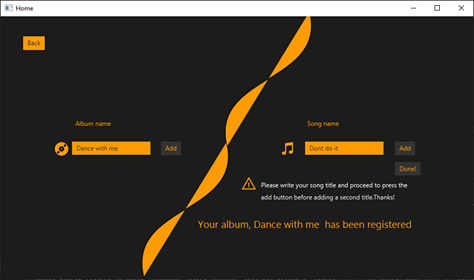 Home
Back
Album name
Song name
Dance with me
Add
Dont do it
Add
Done!
Please write your song title and proceed to press the
add button before adding a second title.Thanks!
Your album, Dance with me  has been registered